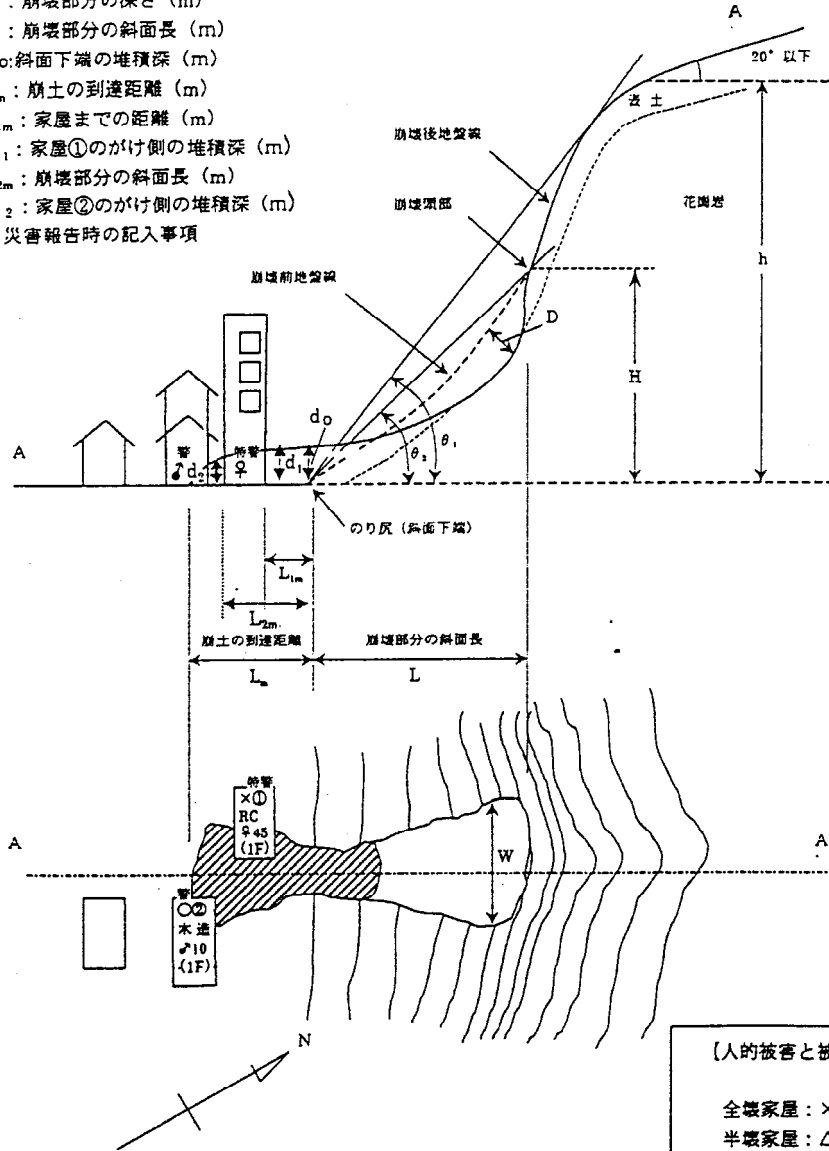 ：崩壊部分の深さ（m）
：崩壊部分の斜面長（m）
o:斜面下端の堆積深（m）
m：崩土の到達距離（m）
m：家屋までの距離（m）
1：家屋①のがけ側の堆積深（m）
2m：崩壊部分の斜面長（m）
2：家屋②のがけ側の堆積深（m）
災害報告時の記入事項
A
20°以下
表土
崩壊後地盤線
崩壊頭部
花崗岩
h
崩壊前地盤線
D
H
do
A
警
特警
♂
d2
♀
d1
θ2
θ1
のり尻（斜面下端）
L1m
L2m
崩土の到達距離
崩壊部分の斜面長
Lm
L
特警
×①
RC
♀45
(1F)
A
W
A
警
○②
木造
♂10
(1F)
N
【人的被害と被
全壊家屋：×
半壊家屋：△